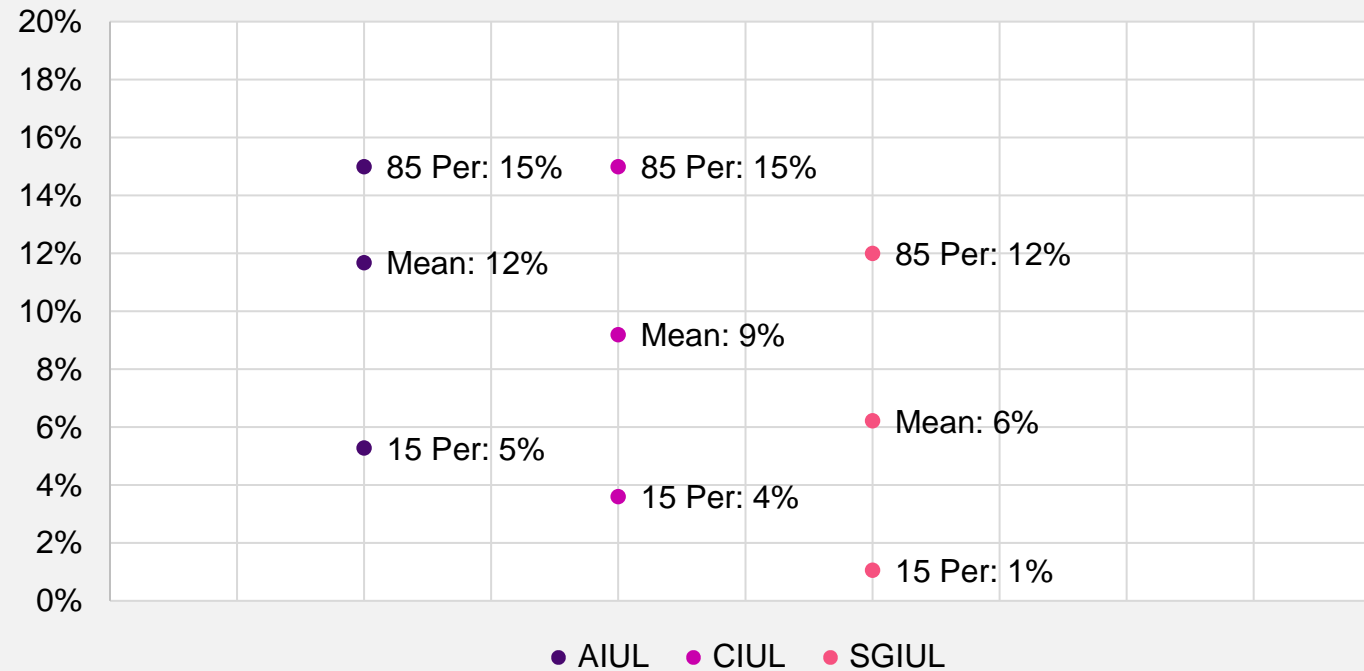 20%
18%
16%
14%
12%
10%
8%
6%
4%
2%
0%
85 Per: 15%
Mean: 12%
15 Per: 5%
85 Per: 15%
Mean: 9%
15 Per: 4%
85 Per: 12%
Mean: 6%
15 Per: 1%
AIUL CIUL SGIUL